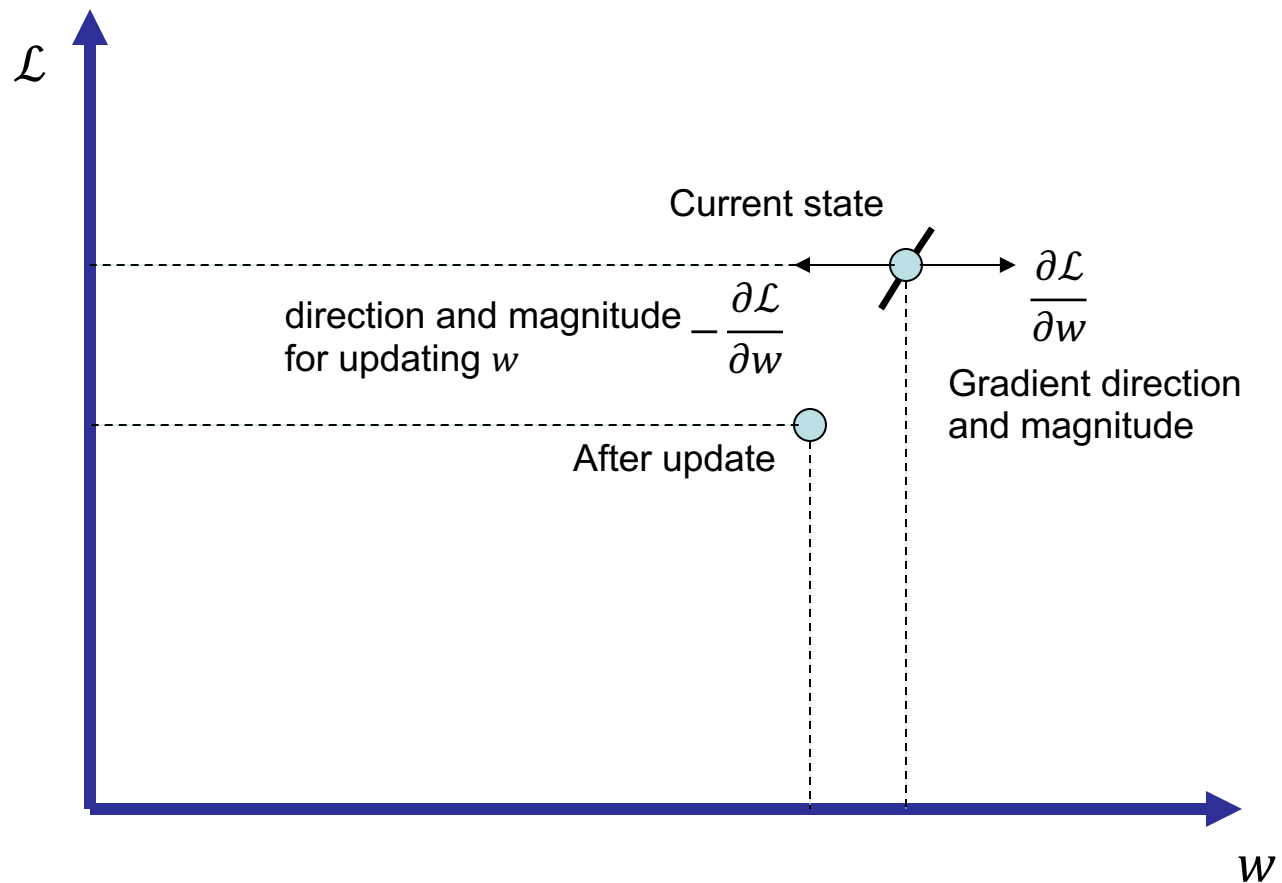 ℒ
Current state
∂ℒ
∂w
direction and magnitude
for updating w
− ∂ℒ
∂w
Gradient direction
and magnitude
After update
w